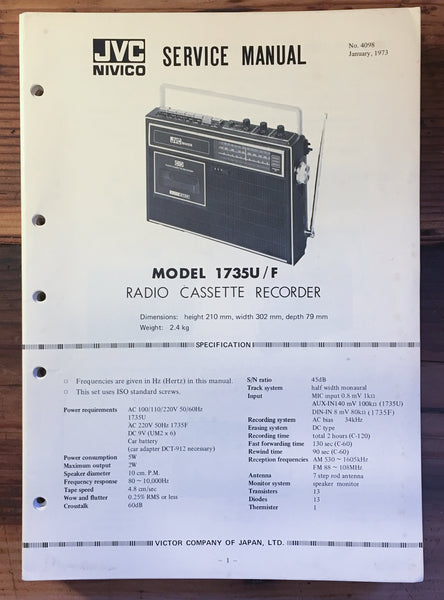 JVC
NIVICO
SERVICE MANUAL
No. 4098
January, 1973
JVC
MODEL 1735U/F
RADIO CASSETTE RECORDER
Dimensions: height 210 mm, width 302 mm, depth 79 mm
Weight: 2.4 kg
SPECIFICATION
□ Frequencies are given in Hz (Hertz) in this manual.
□ This set uses ISO standard screws.
Power requirements AC 100/110/220V 50/60Hz
1735U
AC 220V 50Hz 1735F
DC 9V (UM2 x 6)
Car battery
(car adapter DCT-912 necessary)
Power consumption 5W
Maximum output 2W
Speaker diameter 10 cm. P.M.
Frequency response 80 ~ 10,000Hz
Tape speed 4.8 cm/sec
Wow and flutter 0.25% RMS or less
Crosstalk 60dB
S/N ratio 45dB
Track system half width monaural
Input MIC input 0.8 mV 1kΩ
AUX-IN140 mV 100kΩ (1735U)
DIN-IN 8 mV 80kΩ (1735F)
Recording system AC bias 34kHz
Erasing system DC type
Recording time total 2 hours (C-120)
Fast forwarding time 130 sec (C-60)
Rewind time 90 sec (C-60)
Reception frequencies AM 530 ~ 1605kHz
FM 88 ~ 108MHz
Antenna 7 step rod antenna
Monitor system speaker monitor
Transistors 13
Diodes 13
Thermister 1
VICTOR COMPANY OF JAPAN, LTD.
– 1 –